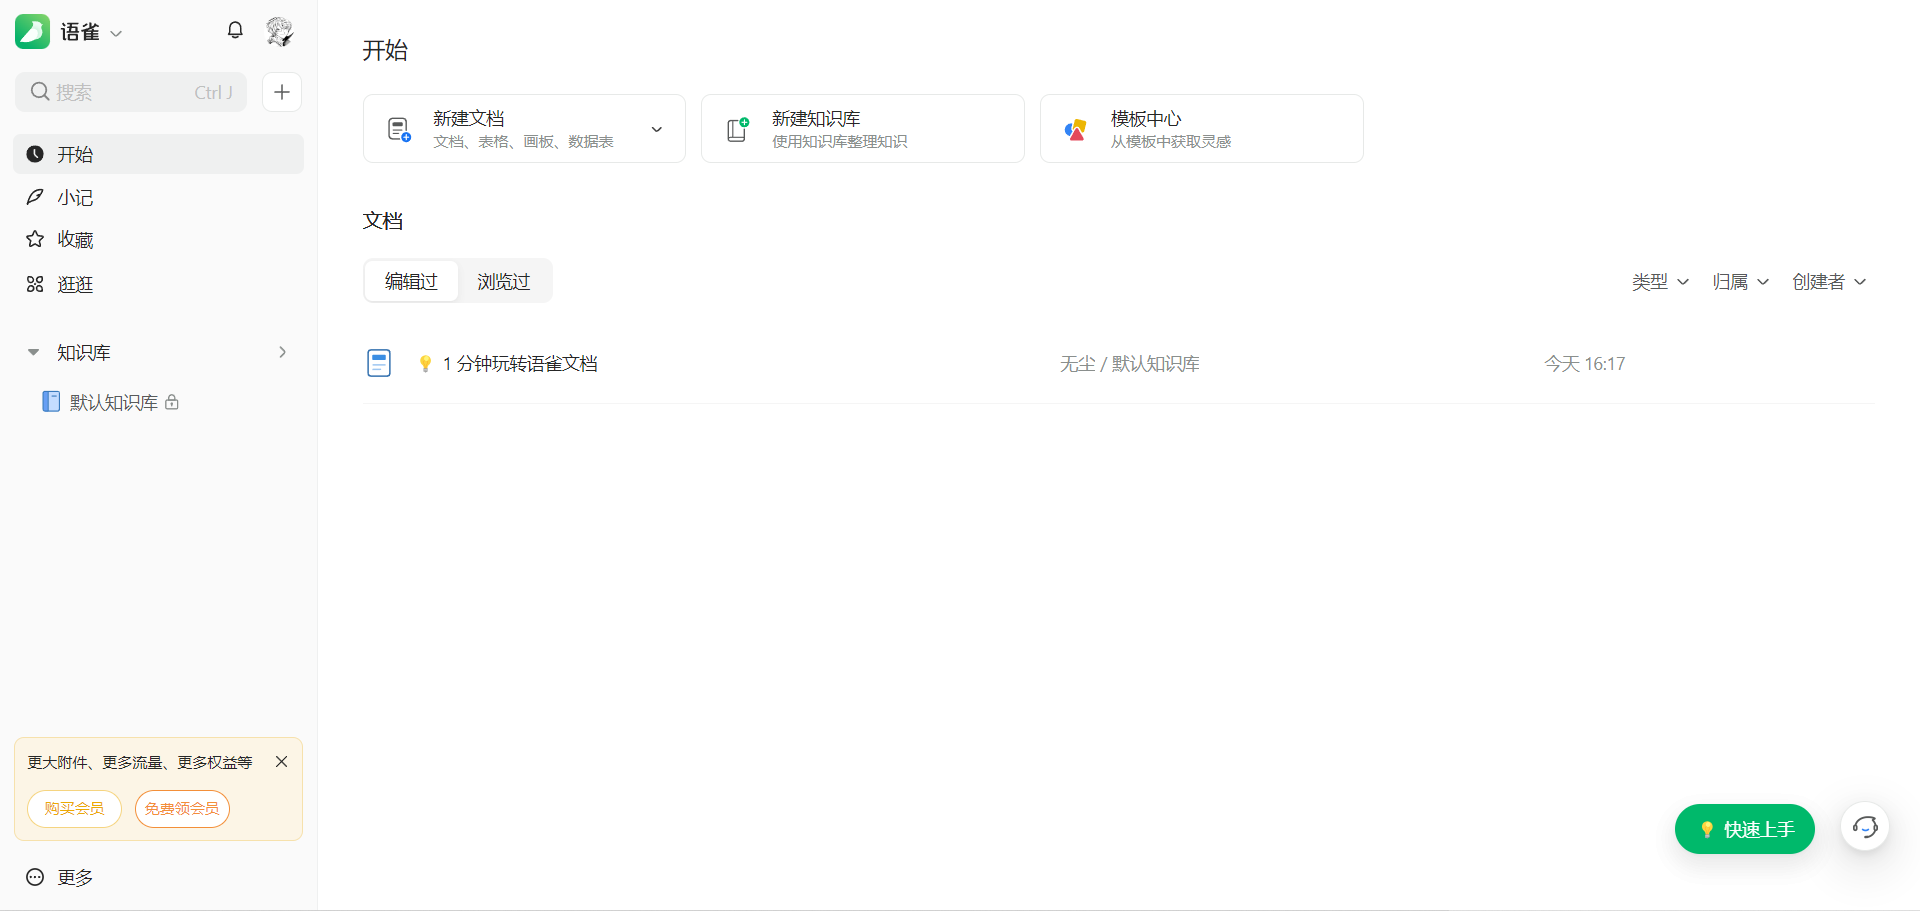 语雀
搜索 Ctrl J
开始
小记
收藏
逛逛
知识库
默认知识库
更大附件、更多流量、更多权益等
购买会员 免费领会员
更多
开始
新建文档
文档、表格、画板、数据表
新建知识库
使用知识库整理知识
模板中心
从模板中获取灵感
文档
编辑过 浏览过
类型 归属 创建者
1 分钟玩转语雀文档 无尘 / 默认知识库 今天 16:17
快速上手